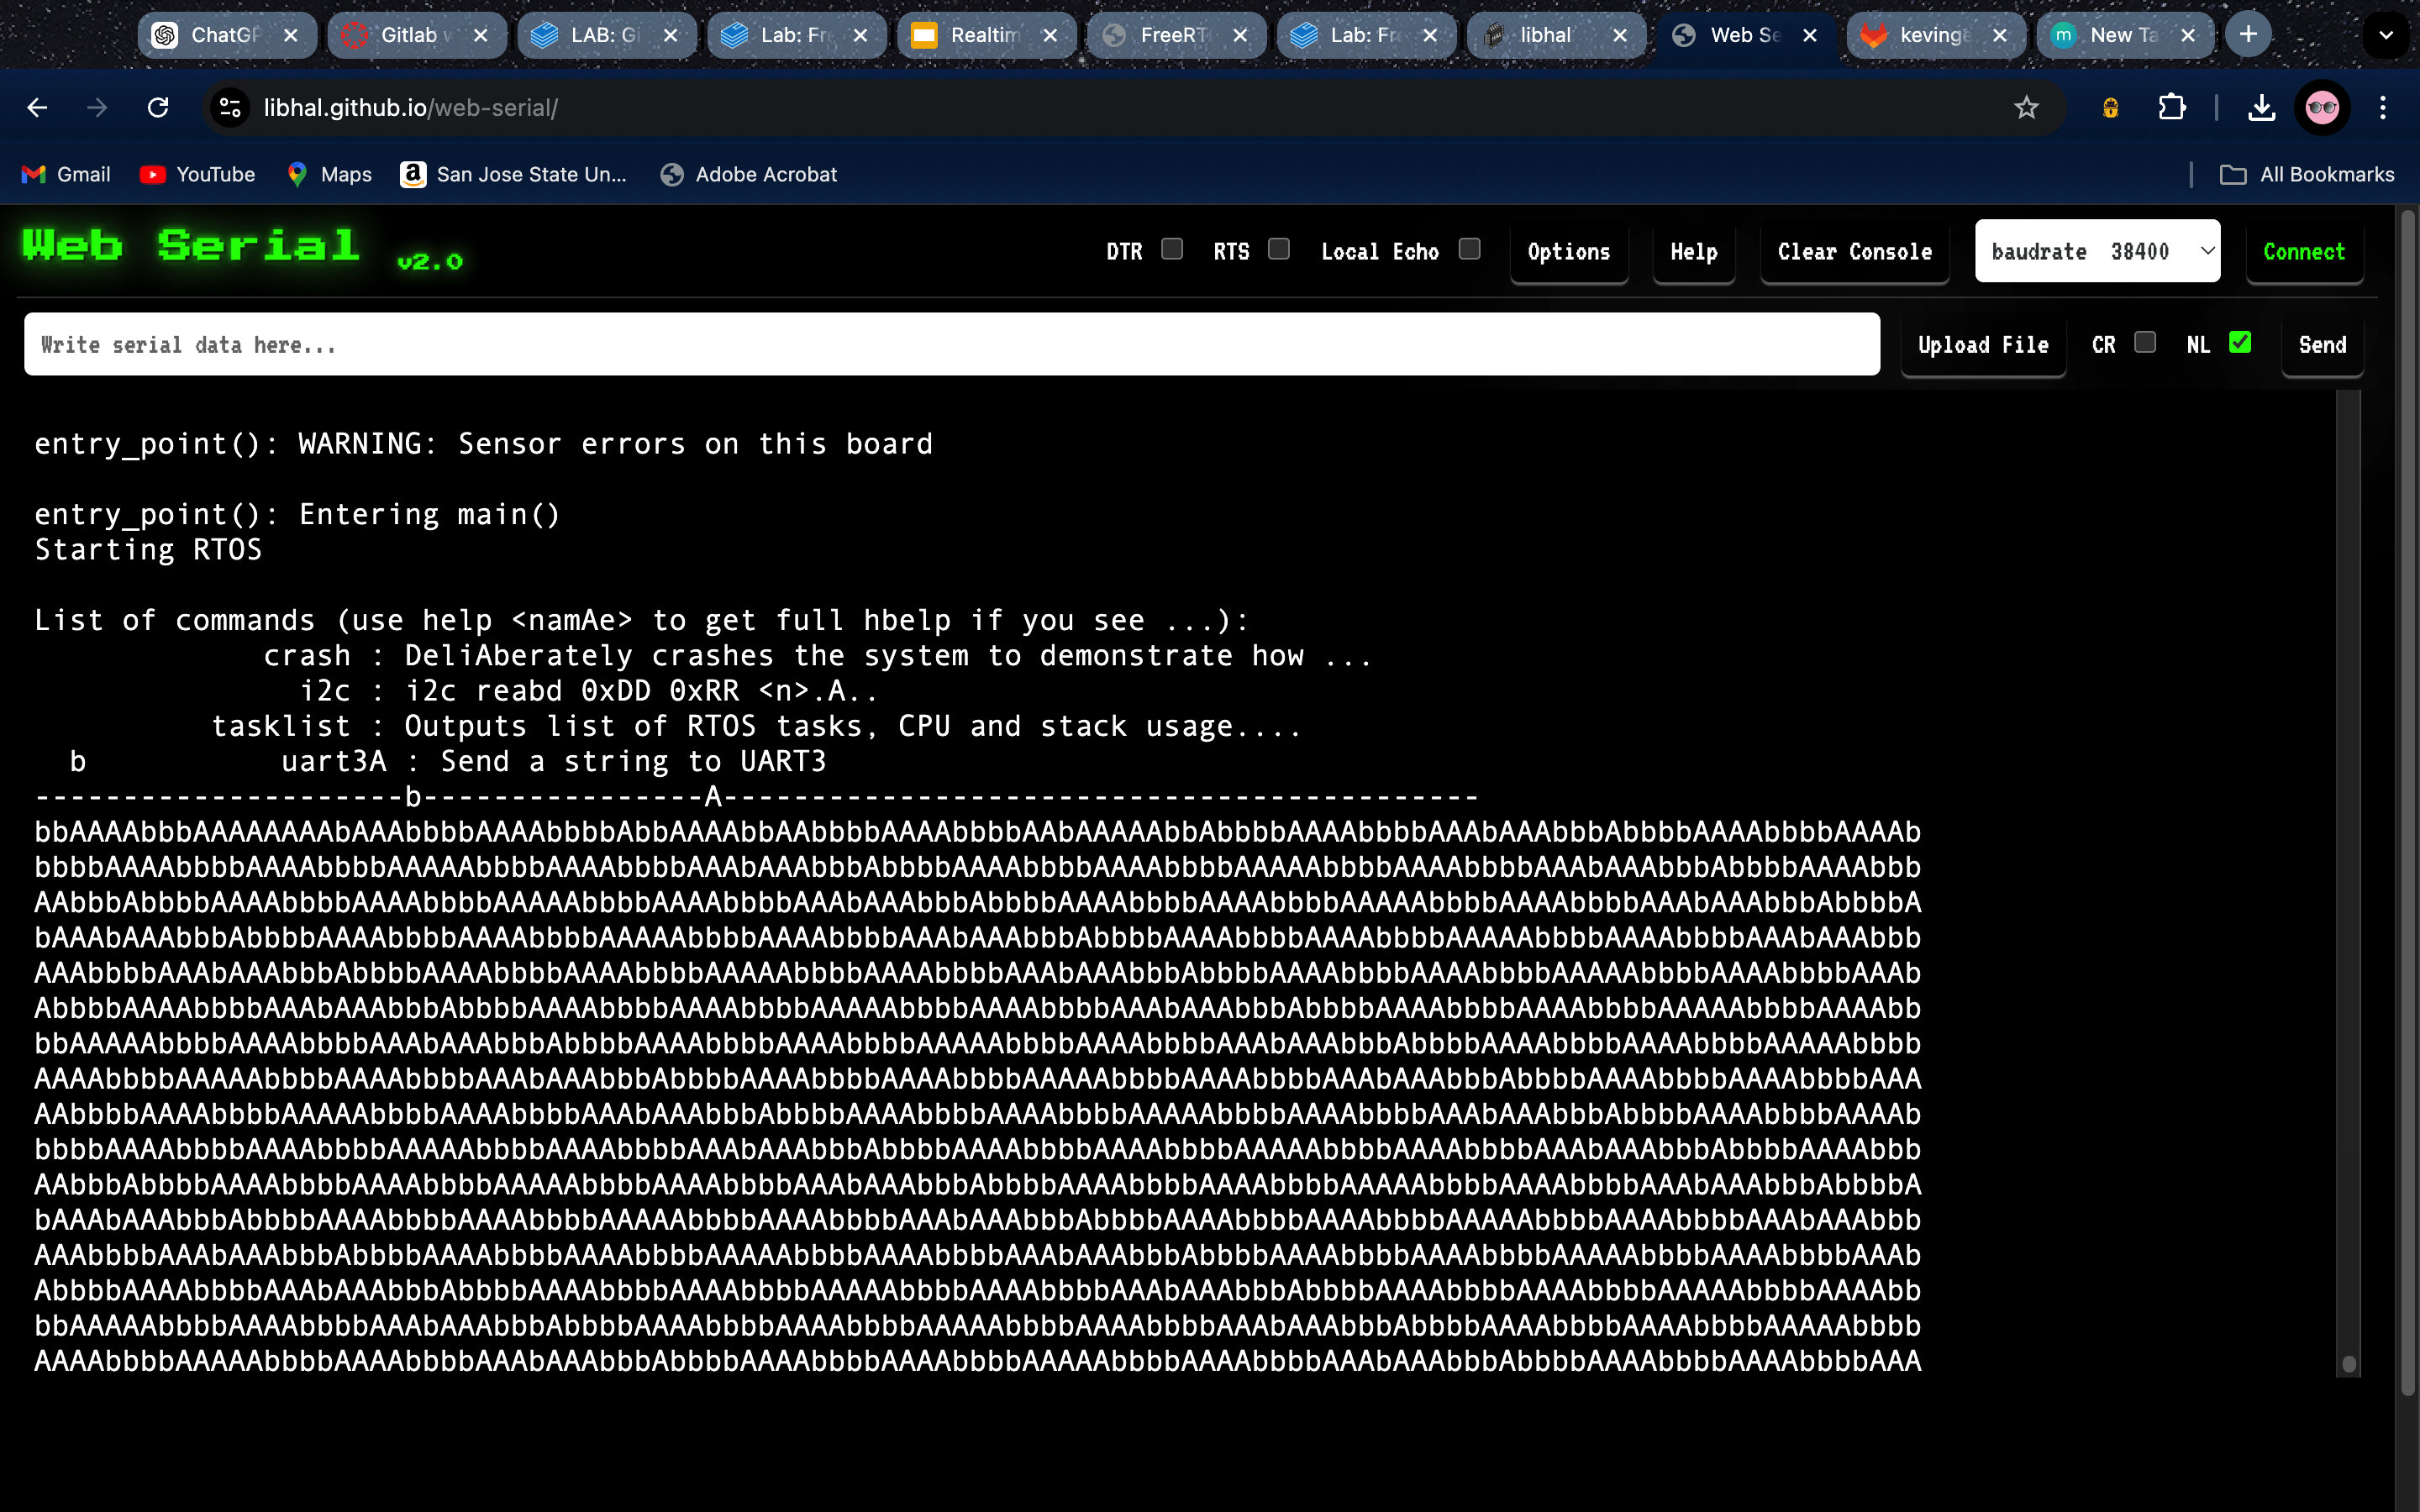 ChatGP
Gitlab w
LAB: Gi
Lab: Fr
Realtim
FreeRT
Lab: Fr
libhal
Web Se
keving
New Ta
libhal.github.io/web-serial/
Gmail
YouTube
Maps
San Jose State Un...
Adobe Acrobat
All Bookmarks
Web Serial v2.0
DTR
RTS
Local Echo
Options
Help
Clear Console
baudrate 38400
Connect
Write serial data here...
Upload File
CR
NL
Send
entry_point(): WARNING: Sensor errors on this board
entry_point(): Entering main()
Starting RTOS
List of commands (use help <namAe> to get full hbelp if you see ...):
crash : DeliAberately crashes the system to demonstrate how ...
i2c : i2c reabd 0xDD 0xRR <n>.A..
tasklist : Outputs list of RTOS tasks, CPU and stack usage....
b uart3A : Send a string to UART3
---------------------b----------------A-------------------------------------------
bbAAAAbbbAAAAAAAAbAAAbbbbAAAAbbbbAbbAAAAbbAAbbbbAAAAbbbbAAbAAAAAbbAbbbbAAAAbbbbAAAbAAAbbbAbbbbAAAAbbbbAAAAb
bbbbAAAAbbbbAAAAbbbbAAAAAbbbbAAAAbbbbAAAbAAAbbbAbbbbAAAAbbbbAAAAbbbbAAAAAbbbbAAAAbbbbAAAbAAAbbbAbbbbAAAAbbb
AAbbbAbbbbAAAAbbbbAAAAbbbbAAAAAbbbbAAAAbbbbAAAbAAAbbbAbbbbAAAAbbbbAAAAbbbbAAAAAbbbbAAAAbbbbAAAbAAAbbbAbbbbA
bAAAbAAAbbbAbbbbAAAAbbbbAAAAbbbbAAAAAbbbbAAAAbbbbAAAbAAAbbbAbbbbAAAAbbbbAAAAbbbbAAAAAbbbbAAAAbbbbAAAbAAAbbb
AAAbbbbAAAbAAAbbbAbbbbAAAAbbbbAAAAbbbbAAAAAbbbbAAAAbbbbAAAbAAAbbbAbbbbAAAAbbbbAAAAbbbbAAAAAbbbbAAAAbbbbAAAb
AbbbbAAAAbbbbAAAbAAAbbbAbbbbAAAAbbbbAAAAbbbbAAAAAbbbbAAAAbbbbAAAbAAAbbbAbbbbAAAAbbbbAAAAbbbbAAAAAbbbbAAAAbb
bbAAAAAbbbbAAAAbbbbAAAbAAAbbbAbbbbAAAAbbbbAAAAbbbbAAAAAbbbbAAAAbbbbAAAbAAAbbbAbbbbAAAAbbbbAAAAbbbbAAAAAbbbb
AAAAbbbbAAAAAbbbbAAAAbbbbAAAbAAAbbbAbbbbAAAAbbbbAAAAbbbbAAAAAbbbbAAAAbbbbAAAbAAAbbbAbbbbAAAAbbbbAAAAbbbbAAA
AAbbbbAAAAbbbbAAAAAbbbbAAAAbbbbAAAbAAAbbbAbbbbAAAAbbbbAAAAbbbbAAAAAbbbbAAAAbbbbAAAbAAAbbbAbbbbAAAAbbbbAAAAb
bbbbAAAAbbbbAAAAbbbbAAAAAbbbbAAAAbbbbAAAbAAAbbbAbbbbAAAAbbbbAAAAbbbbAAAAAbbbbAAAAbbbbAAAbAAAbbbAbbbbAAAAbbb
AAbbbAbbbbAAAAbbbbAAAAbbbbAAAAAbbbbAAAAbbbbAAAbAAAbbbAbbbbAAAAbbbbAAAAbbbbAAAAAbbbbAAAAbbbbAAAbAAAbbbAbbbbA
bAAAbAAAbbbAbbbbAAAAbbbbAAAAbbbbAAAAAbbbbAAAAbbbbAAAbAAAbbbAbbbbAAAAbbbbAAAAbbbbAAAAAbbbbAAAAbbbbAAAbAAAbbb
AAAbbbbAAAbAAAbbbAbbbbAAAAbbbbAAAAbbbbAAAAAbbbbAAAAbbbbAAAbAAAbbbAbbbbAAAAbbbbAAAAbbbbAAAAAbbbbAAAAbbbbAAAb
AbbbbAAAAbbbbAAAbAAAbbbAbbbbAAAAbbbbAAAAbbbbAAAAAbbbbAAAAbbbbAAAbAAAbbbAbbbbAAAAbbbbAAAAbbbbAAAAAbbbbAAAAbb
bbAAAAAbbbbAAAAbbbbAAAbAAAbbbAbbbbAAAAbbbbAAAAbbbbAAAAAbbbbAAAAbbbbAAAbAAAbbbAbbbbAAAAbbbbAAAAbbbbAAAAAbbbb
AAAAbbbbAAAAAbbbbAAAAbbbbAAAbAAAbbbAbbbbAAAAbbbbAAAAbbbbAAAAAbbbbAAAAbbbbAAAbAAAbbbAbbbbAAAAbbbbAAAAbbbbAAA